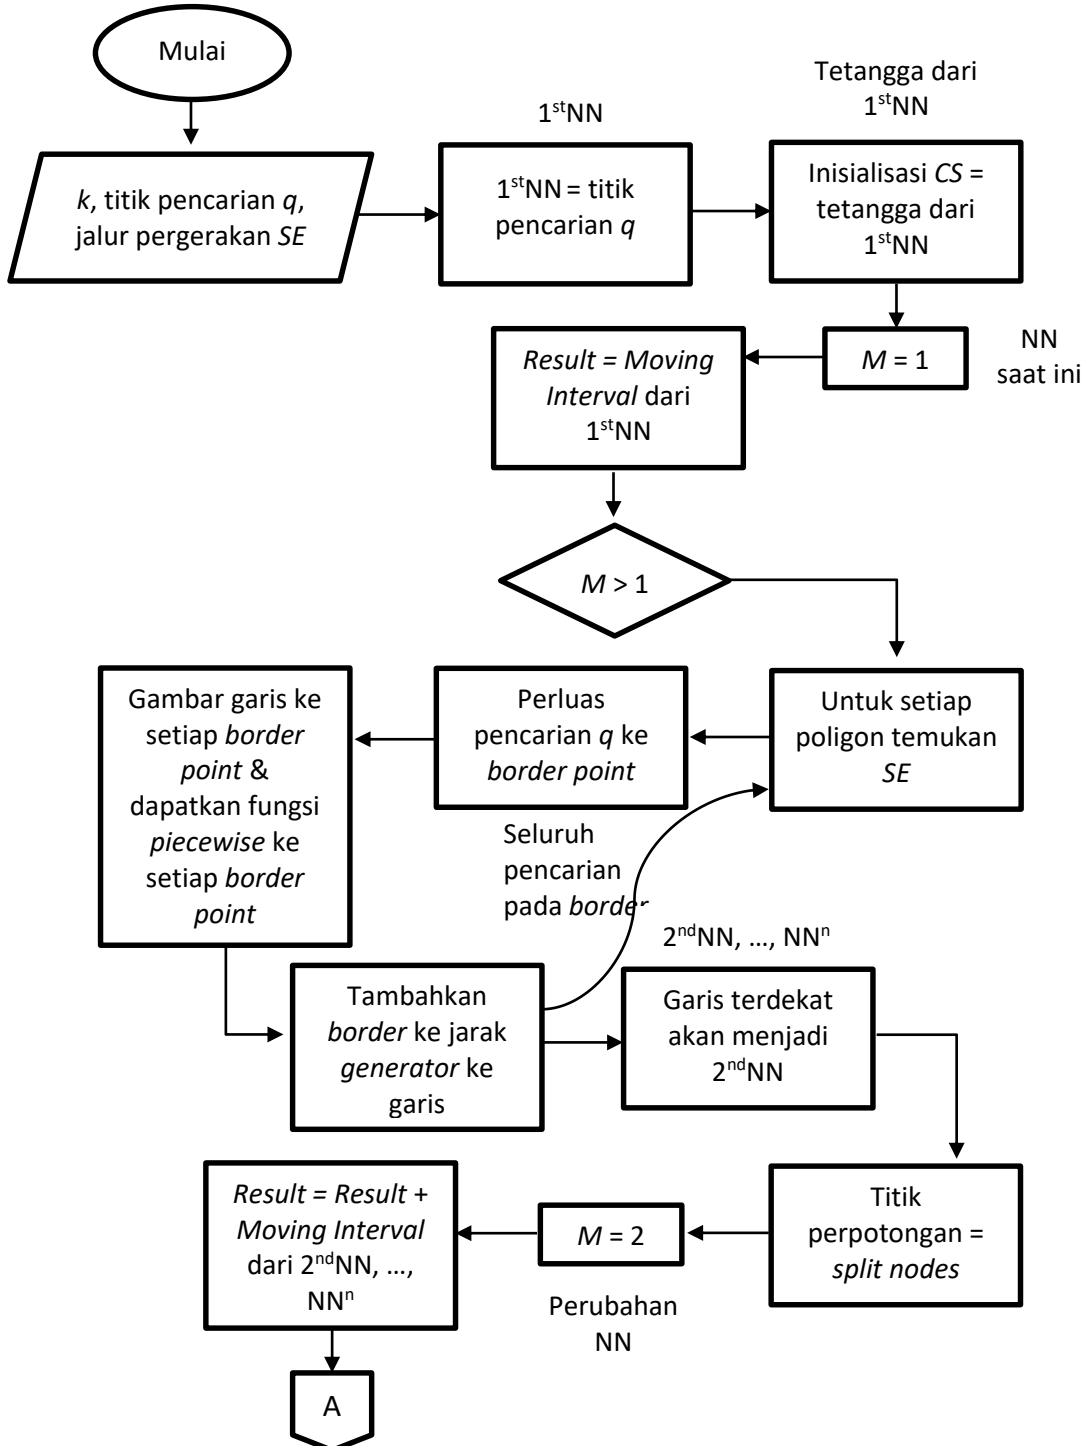 Mulai
k, titik pencarian q,
jalur pergerakan SE
1stNN
1stNN = titik
pencarian q
Tetangga dari
1stNN
Inisialisasi CS =
tetangga dari
1stNN
M = 1
NN
saat ini
Result = Moving
Interval dari
1stNN
M > 1
Untuk setiap
poligon temukan
SE
Perluas
pencarian q ke
border point
Gambar garis ke
setiap border
point &
dapatkan fungsi
piecewise ke
setiap border
point
Seluruh
pencarian
pada border
Tambahkan
border ke jarak
generator ke
garis
2ndNN, ..., NNn
Garis terdekat
akan menjadi
2ndNN
Titik
perpotongan =
split nodes
M = 2
Perubahan
NN
Result = Result +
Moving Interval
dari 2ndNN, ...,
NNn
A